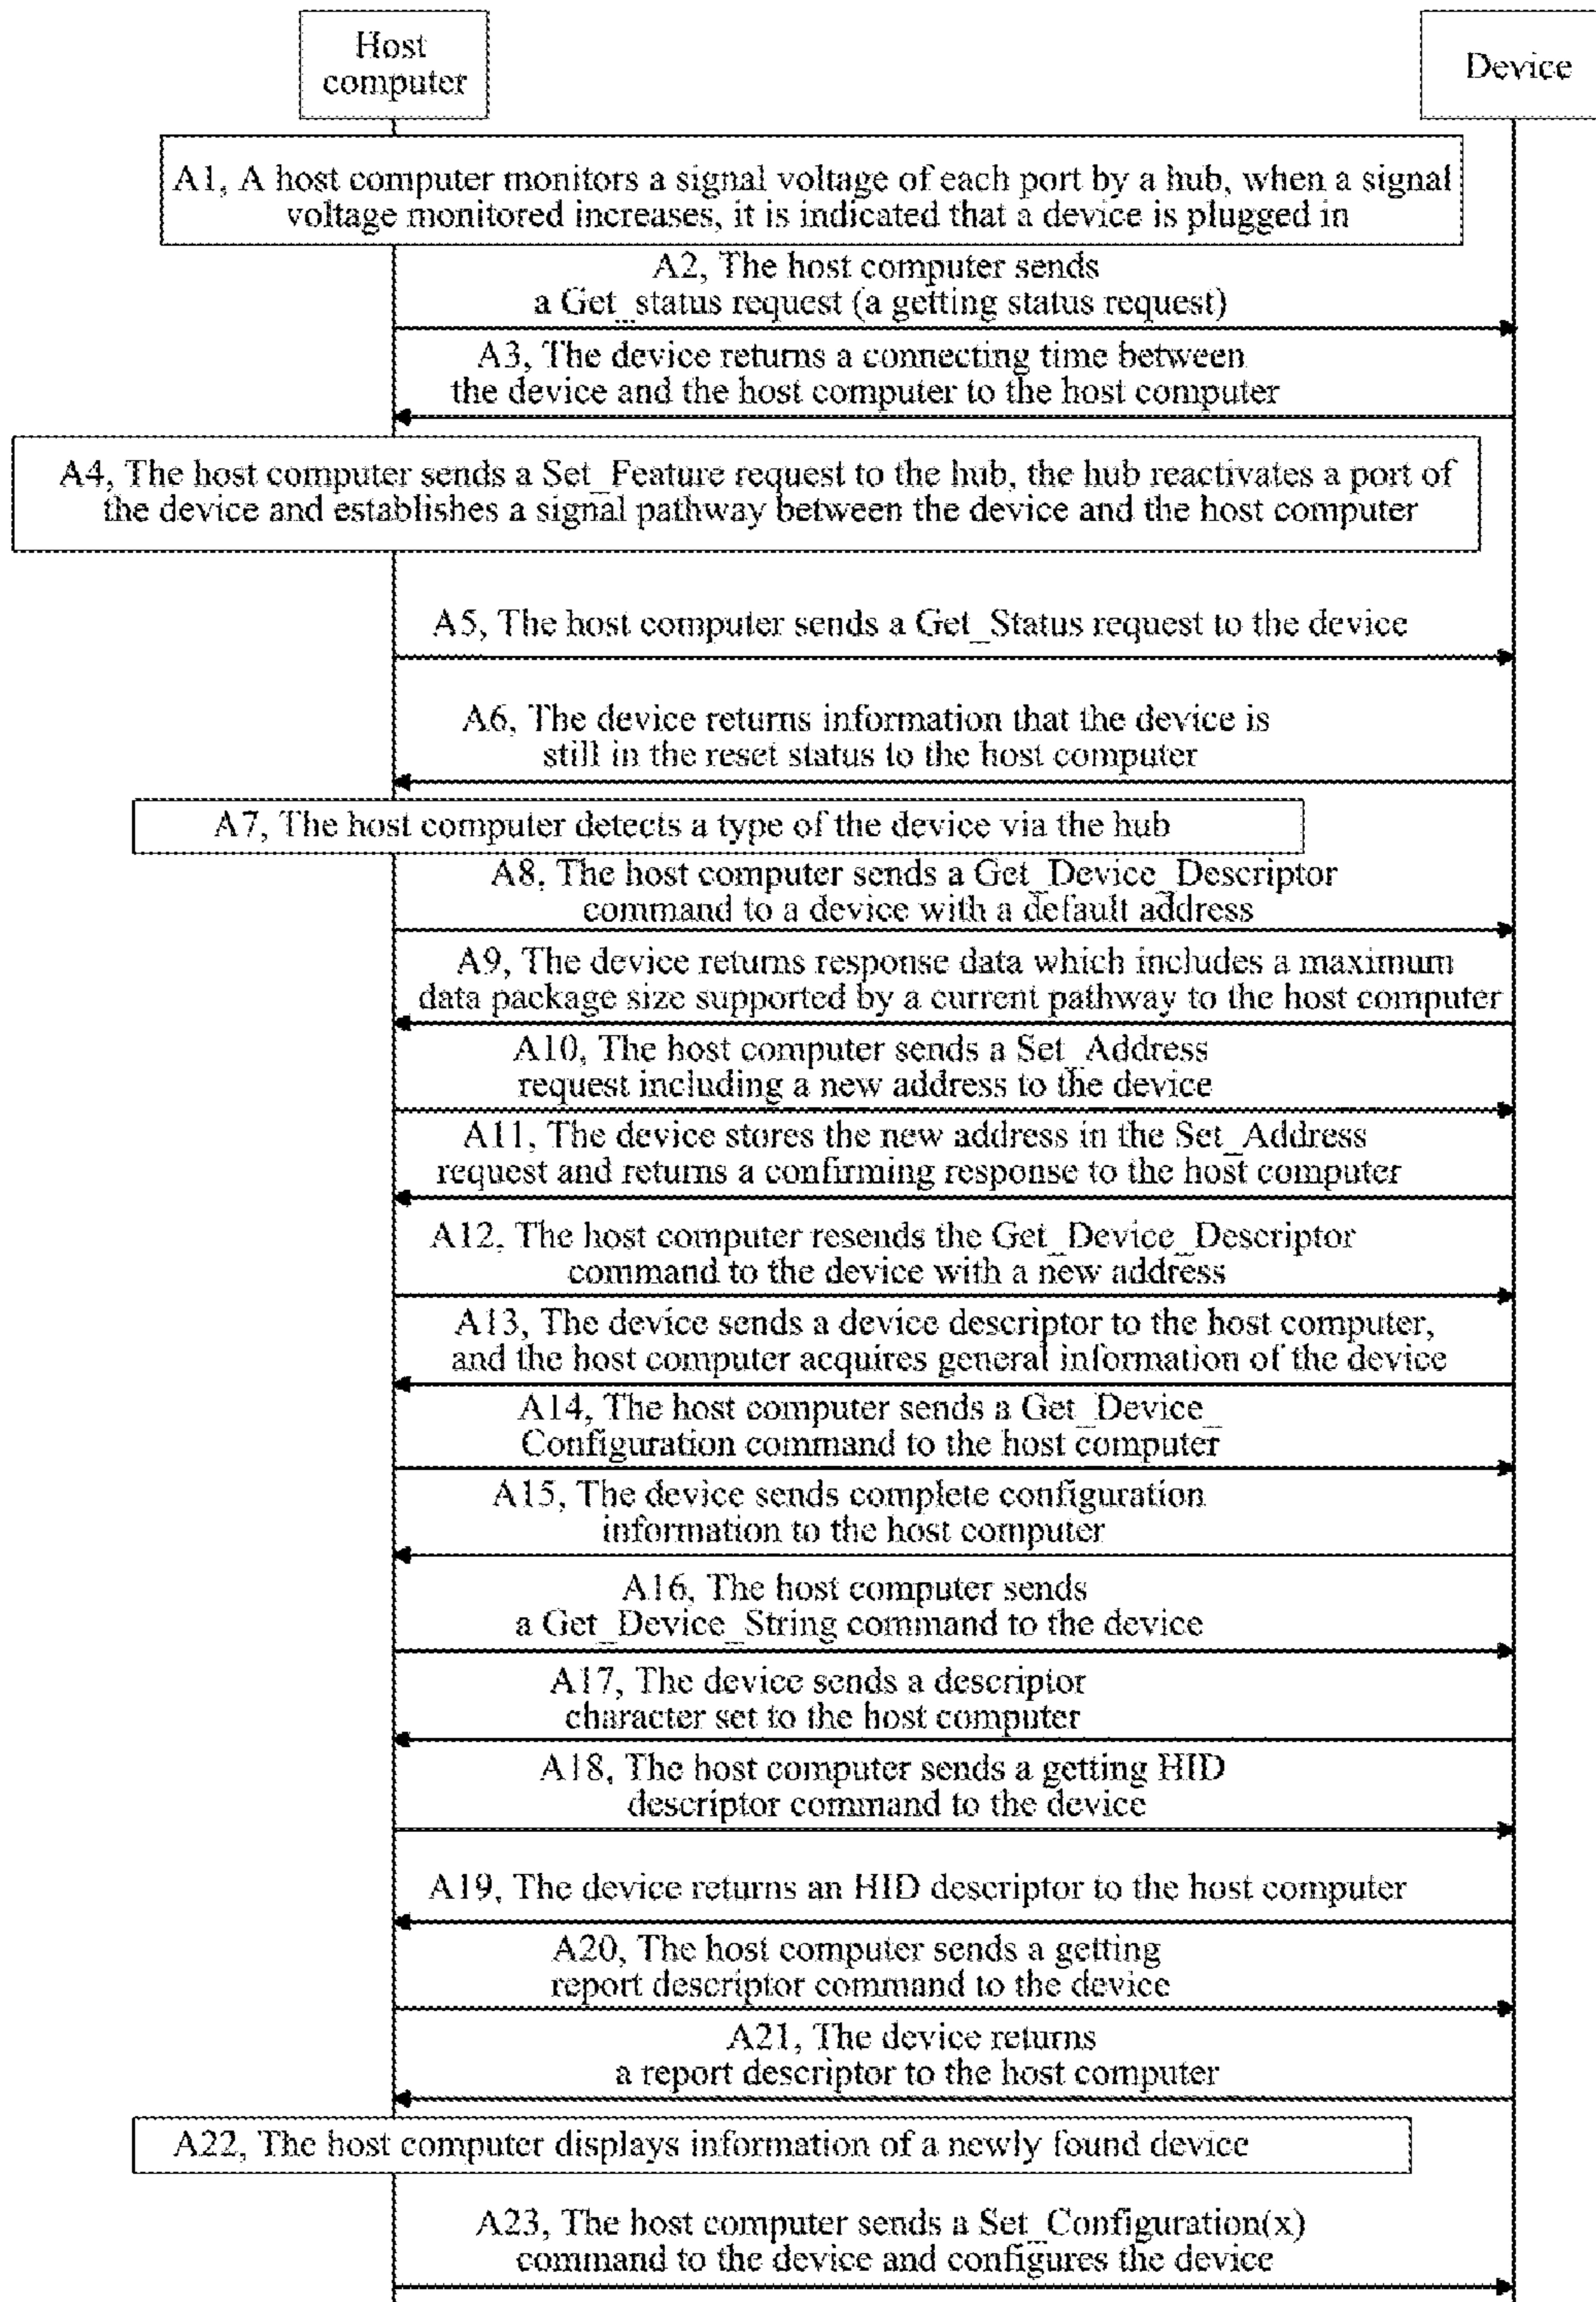 Host
computer
Device
A1, A host computer monitors a signal voltage of each port by a hub, when a signal
voltage monitored increases, it is indicated that a device is plugged in
A2, The host computer sends
a Get_status request (a getting status request)
A3, The device returns a connecting time between
the device and the host computer to the host computer
A4, The host computer sends a Set_Feature request to the hub, the hub reactivates a port of
the device and establishes a signal pathway between the device and the host computer
A5, The host computer sends a Get_Status request to the device
A6, The device returns information that the device is
still in the reset status to the host computer
A7, The host computer detects a type of the device via the hub
A8, The host computer sends a Get_Device_Descriptor
command to a device with a default address
A9, The device returns response data which includes a maximum
data package size supported by a current pathway to the host computer
A10, The host computer sends a Set_Address
request including a new address to the device
A11, The device stores the new address in the Set_Address
request and returns a confirming response to the host computer
A12, The host computer resends the Get_Device_Descriptor
command to the device with a new address
A13, The device sends a device descriptor to the host computer,
and the host computer acquires general information of the device
A14, The host computer sends a Get_Device_
Configuration command to the host computer
A15, The device sends complete configuration
information to the host computer
A16, The host computer sends
a Get_Device_String command to the device
A17, The device sends a descriptor
character set to the host computer
A18, The host computer sends a getting HID
descriptor command to the device
A19, The device returns an HID descriptor to the host computer
A20, The host computer sends a getting
report descriptor command to the device
A21, The device returns
a report descriptor to the host computer
A22, The host computer displays information of a newly found device
A23, The host computer sends a Set_Configuration(x)
command to the device and configures the device